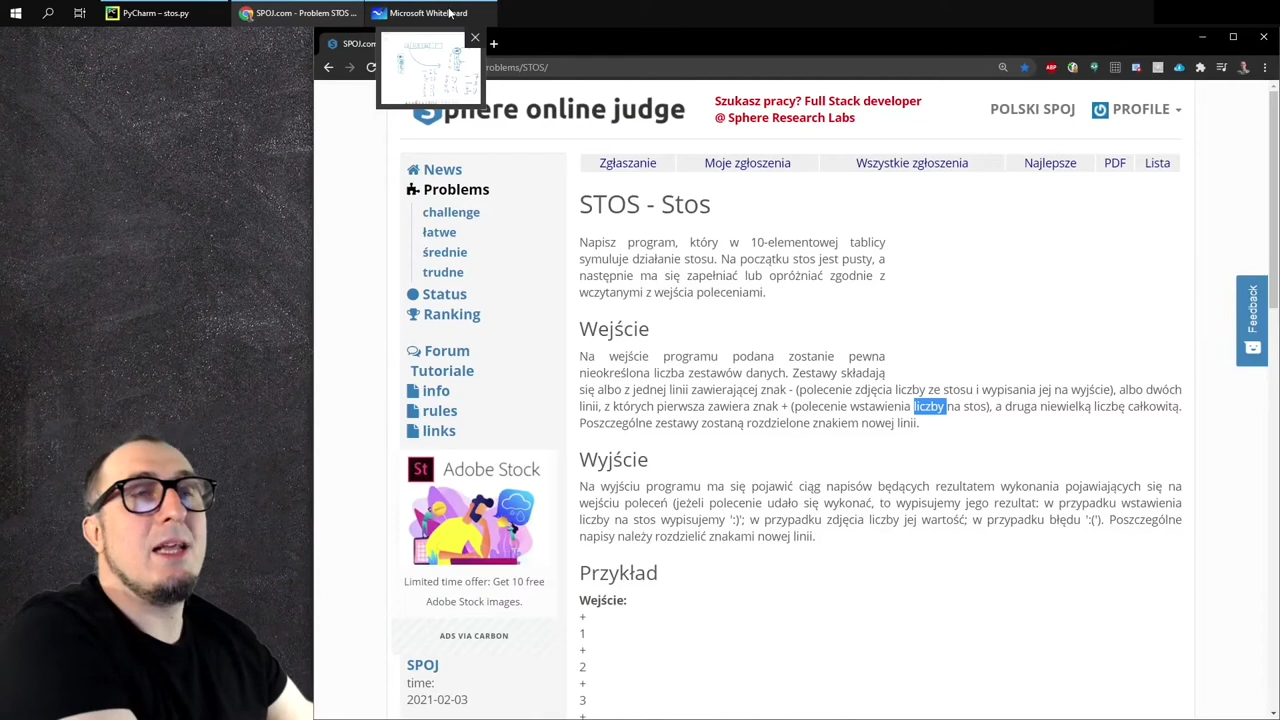 PyCharm – stos.py
SPOJ.com - Problem STOS ...
Microsoft Whiteboard
SPOJ.com
roblems/STOS/
ABP
sphere online judge
Szukasz pracy? Full Stack developer
@ Sphere Research Labs
POLSKI SPOJ
PROFILE
News
Problems
challenge
łatwe
średnie
trudne
Status
Ranking
Forum
Tutoriale
info
rules
links
St Adobe Stock
Limited time offer: Get 10 free
Adobe Stock images.
ADS VIA CARBON
SPOJ
time:
2021-02-03
Zgłaszanie
Moje zgłoszenia
Wszystkie zgłoszenia
Najlepsze
PDF
Lista
STOS - Stos
Napisz program, który w 10-elementowej tablicy
symuluje działanie stosu. Na początku stos jest pusty, a
następnie ma się zapełniać lub opróżniać zgodnie z
wczytanymi z wejścia poleceniami.
Wejście
Na wejście programu podana zostanie pewna
nieokreślona liczba zestawów danych. Zestawy składają
się albo z jednej linii zawierającej znak - (polecenie zdjęcia liczby ze stosu i wypisania jej na wyjście), albo dwóch
linii, z których pierwsza zawiera znak + (polecenie wstawienia liczby na stos), a druga niewielką liczbę całkowitą.
Poszczególne zestawy zostaną rozdzielone znakiem nowej linii.
Wyjście
Na wyjściu programu ma się pojawić ciąg napisów będących rezultatem wykonania pojawiających się na
wejściu poleceń (jeżeli polecenie udało się wykonać, to wypisujemy jego rezultat: w przypadku wstawienia
liczby na stos wypisujemy ':)'; w przypadku zdjęcia liczby jej wartość; w przypadku błędu ':('). Poszczególne
napisy należy rozdzielić znakami nowej linii.
Przykład
Wejście:
+
1
+
2
+
3
+
Feedback